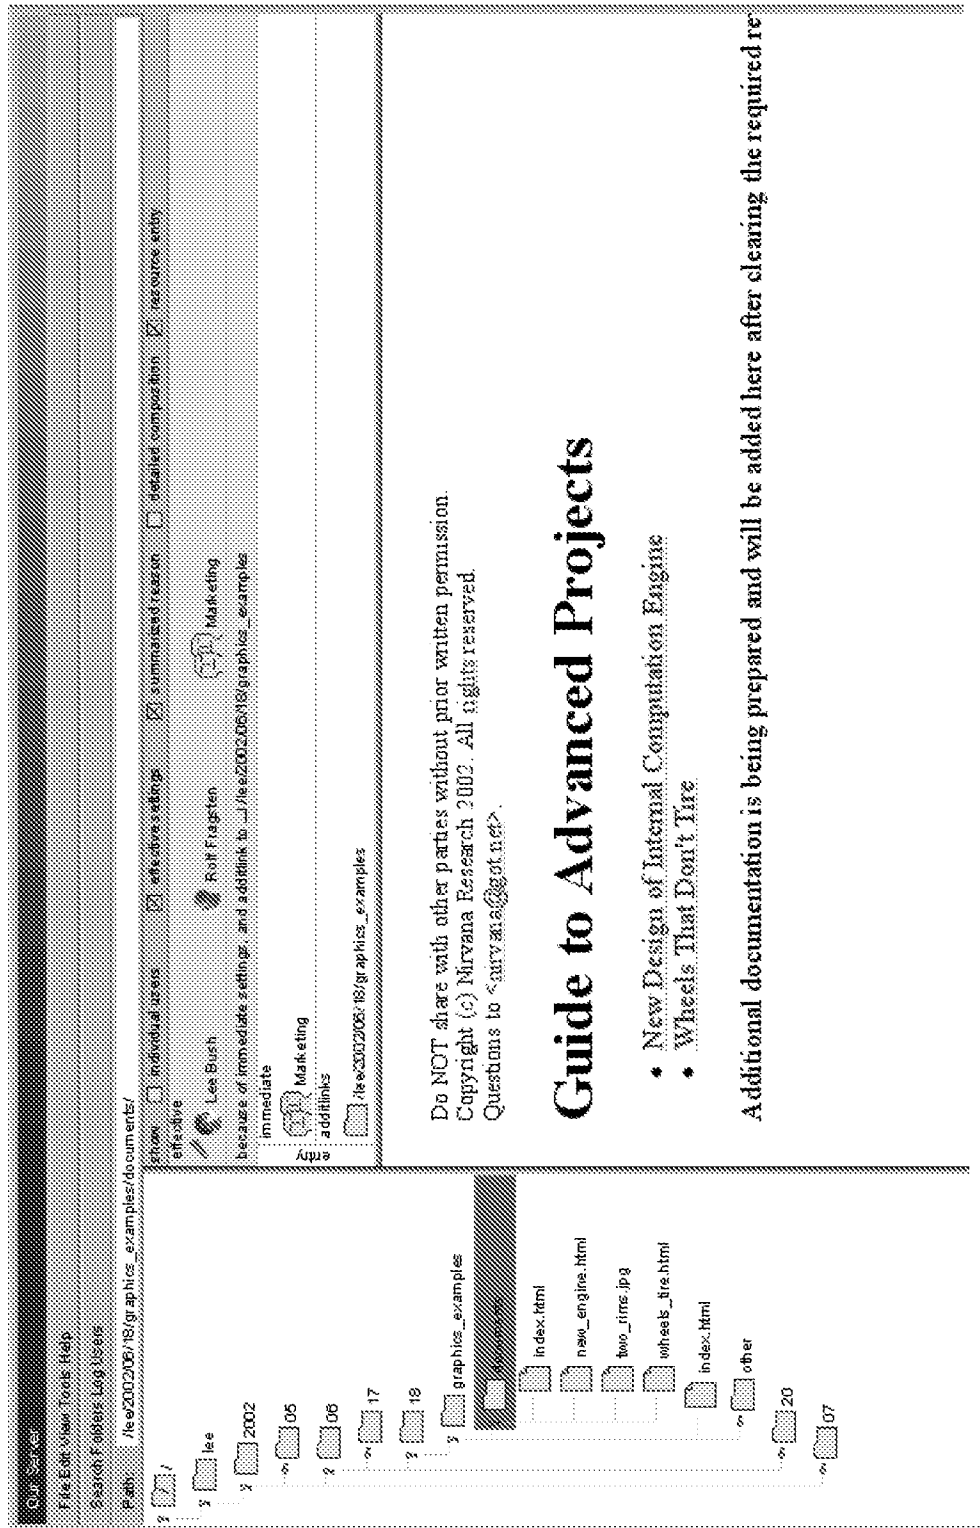 File Edit View Tools Help
Search Folders Log Users
Path /lee/2002/06/18/graphics_examples/documents/
/
lee
2002
05
06
17
18
graphics_examples
index.html
new_engine.html
two_rims.jpg
wheels_tire.html
index.html
other
20
07
show individual users effective settings summarized reason detailed composition resource entry
effective
Lee Bush Rolf Fragsten Marketing
because of immediate settings, and additlink to ../lee/2002/06/18/graphics_examples
entry
immediate
Marketing
additlinks
/lee/2002/06/18/graphics_examples
Do NOT share with other parties without prior written permission.
Copyright (c) Nirvana Research 2002. All rights reserved.
Questions to <nirvana@got.net>.
Guide to Advanced Projects
• New Design of Internal Computation Engine
• Wheels That Don't Tire
Additional documentation is being prepared and will be added here after clearing the required re